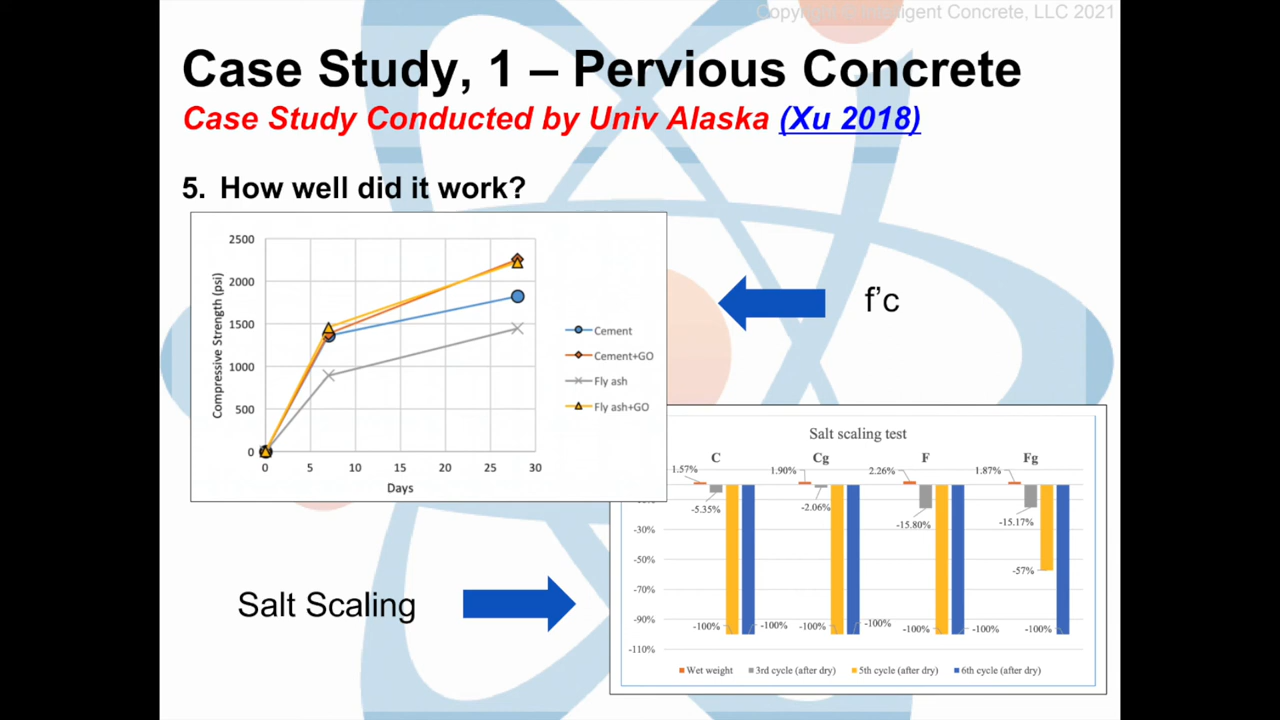 Copyright © Intelligent Concrete, LLC 2021
Case Study, 1 – Pervious Concrete
Case Study Conducted by Univ Alaska (Xu 2018)
5. How well did it work?
2500
2000
1500
1000
500
0
Compressive Strength (psi)
0 5 10 15 20 25 30
Days
Cement
Cement+GO
Fly ash
Fly ash+GO
f'c
Salt Scaling
Salt scaling test
C Cg F Fg
1.57% 1.90% 2.26% 1.87%
-5.35% -2.06% -15.80% -15.17%
-30%
-50%
-57%
-70%
-90%
-100% -100% -100% -100% -100% -100% -100%
-110%
Wet weight 3rd cycle (after dry) 5th cycle (after dry) 6th cycle (after dry)